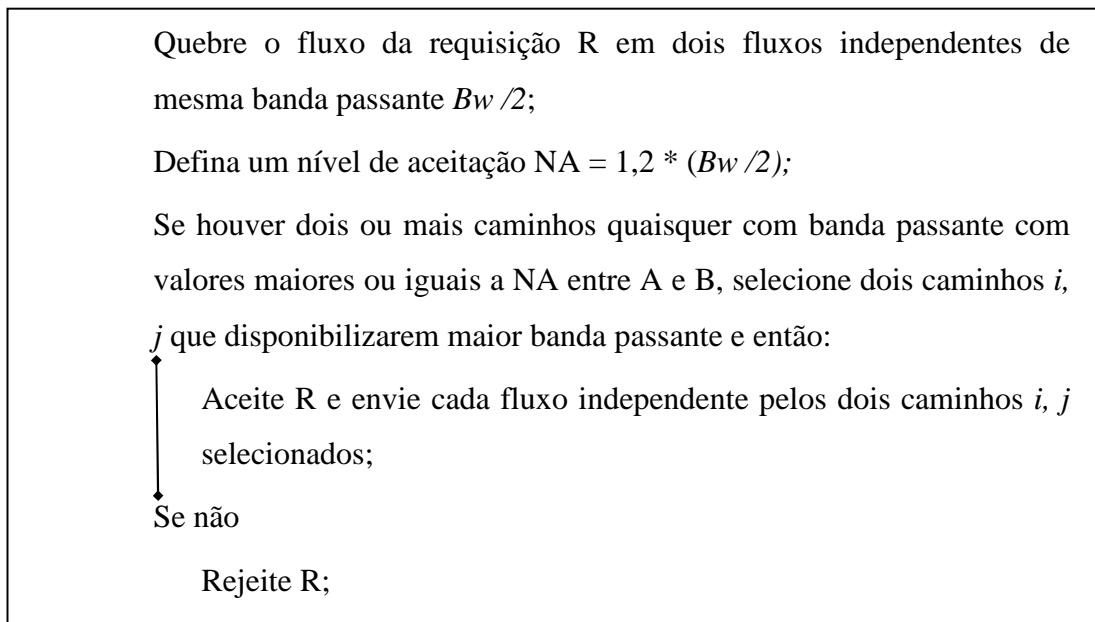 Quebre o fluxo da requisição R em dois fluxos independentes de
mesma banda passante Bw /2;
Defina um nível de aceitação NA = 1,2 * (Bw /2);
Se houver dois ou mais caminhos quaisquer com banda passante com
valores maiores ou iguais a NA entre A e B, selecione dois caminhos i,
j que disponibilizarem maior banda passante e então:
Aceite R e envie cada fluxo independente pelos dois caminhos i, j
selecionados;
Se não
Rejeite R;